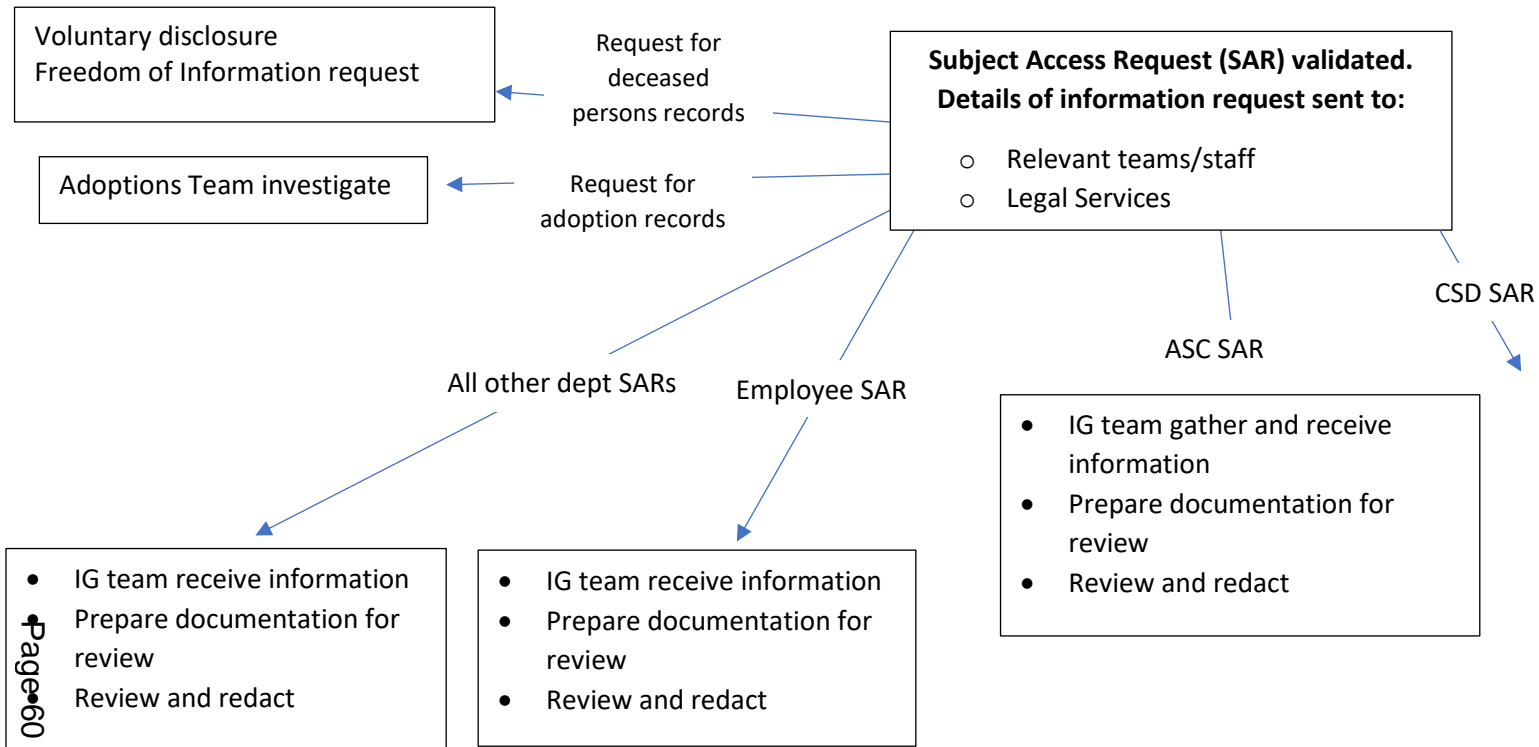 Voluntary disclosure
Freedom of Information request
Request for
deceased
persons records
Subject Access Request (SAR) validated.
Details of information request sent to:
o Relevant teams/staff
o Legal Services
Adoptions Team investigate
Request for
adoption records
CSD SAR
ASC SAR
All other dept SARs
Employee SAR
• IG team gather and receive
information
• Prepare documentation for
review
• Review and redact
• IG team receive information
• Prepare documentation for
review
• Review and redact
• IG team receive information
• Prepare documentation for
review
• Review and redact
Page 60